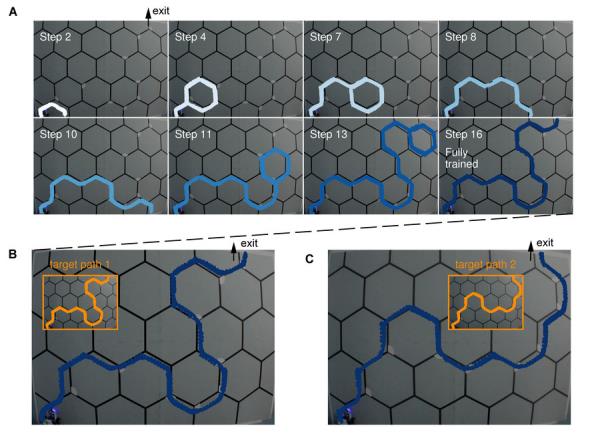 A
exit
Step 2
Step 4
Step 7
Step 8
Step 10
Step 11
Step 13
Step 16
Fully
trained
B
exit
target path 1
C
exit
target path 2